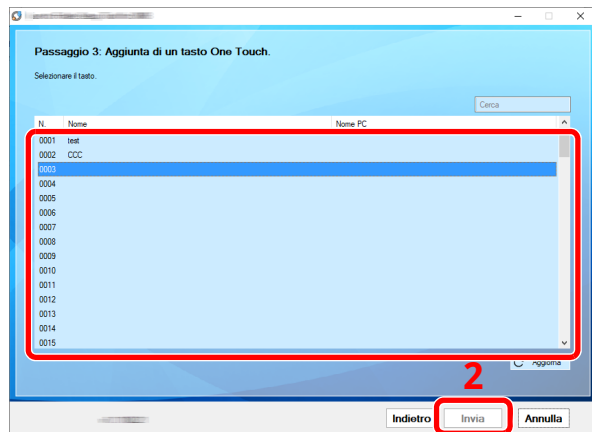 Passaggio 3: Aggiunta di un tasto One Touch.
Selezionare il tasto.
Cerca
N. Nome Nome PC
0001 test
0002 CCC
0003
0004
0005
0006
0007
0008
0009
0010
0011
0012
0013
0014
0015
Aggiorna
2
Indietro Invia Annulla